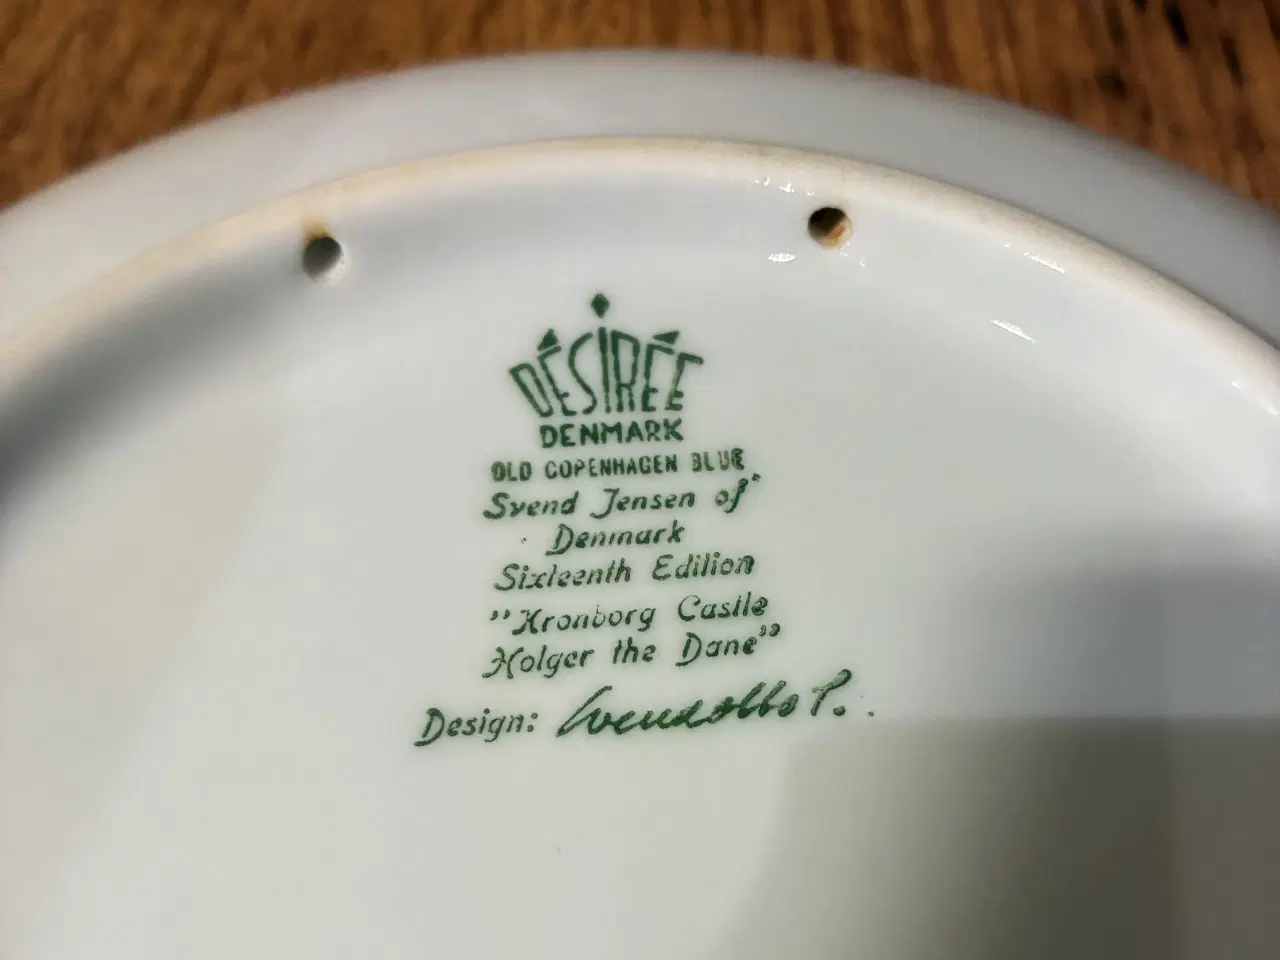 DÉSIRÉE
DENMARK
OLD COPENHAGEN BLUE
Svend Jensen of
Denmark
Sixteenth Edition
"Kronborg Castle
Holger the Dane"
Design: